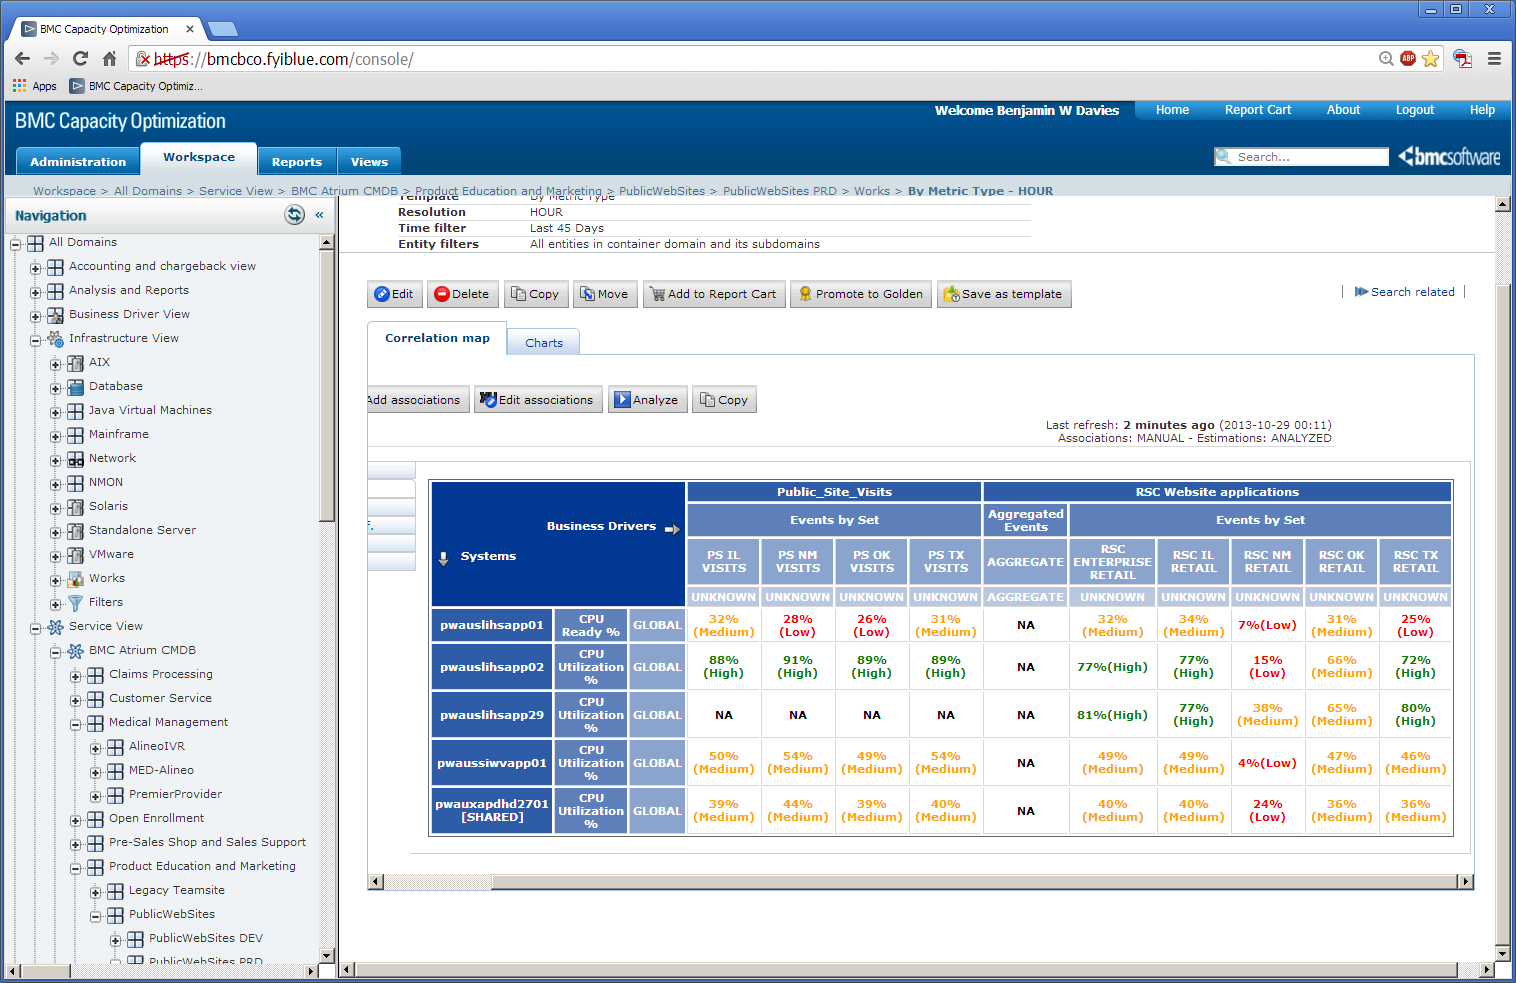 BMC Capacity Optimization
https://bmcbco.fyiblue.com/console/
ABP
Apps BMC Capacity Optimiz...
Welcome Benjamin W Davies Home Report Cart About Logout Help
BMC Capacity Optimization
Administration Workspace Reports Views
Search... bmcsoftware
Workspace > All Domains > Service View > BMC Atrium CMDB > Product Education and Marketing > PublicWebSites > PublicWebSites PRD > Works > By Metric Type - HOUR
Navigation «
All Domains
Accounting and chargeback view
Analysis and Reports
Business Driver View
Infrastructure View
AIX
Database
Java Virtual Machines
Mainframe
Network
NMON
Solaris
Standalone Server
VMware
Works
Filters
Service View
BMC Atrium CMDB
Claims Processing
Customer Service
Medical Management
AlineoIVR
MED-Alineo
PremierProvider
Open Enrollment
Pre-Sales Shop and Sales Support
Product Education and Marketing
Legacy Teamsite
PublicWebSites
PublicWebSites DEV
PublicWebSites PRD
Template By Metric Type
Resolution HOUR
Time filter Last 45 Days
Entity filters All entities in container domain and its subdomains
Edit Delete Copy Move Add to Report Cart Promote to Golden Save as template
Search related
Correlation map Charts
Add associations Edit associations Analyze Copy
Last refresh: 2 minutes ago (2013-10-29 00:11)
Associations: MANUAL - Estimations: ANALYZED
f.
Business Drivers
Systems
Public_Site_Visits RSC Website applications
Events by Set Aggregated Events Events by Set
PS IL VISITS PS NM VISITS PS OK VISITS PS TX VISITS AGGREGATE RSC ENTERPRISE RETAIL RSC IL RETAIL RSC NM RETAIL RSC OK RETAIL RSC TX RETAIL
UNKNOWN UNKNOWN UNKNOWN UNKNOWN AGGREGATE UNKNOWN UNKNOWN UNKNOWN UNKNOWN UNKNOWN
pwauslihsapp01 CPU Ready % GLOBAL 32% (Medium) 28% (Low) 26% (Low) 31% (Medium) NA 32% (Medium) 34% (Medium) 7%(Low) 31% (Medium) 25% (Low)
pwauslihsapp02 CPU Utilization % GLOBAL 88% (High) 91% (High) 89% (High) 89% (High) NA 77%(High) 77% (High) 15% (Low) 66% (Medium) 72% (High)
pwauslihsapp29 CPU Utilization % GLOBAL NA NA NA NA NA 81%(High) 77% (High) 38% (Medium) 65% (Medium) 80% (High)
pwaussiwvapp01 CPU Utilization % GLOBAL 50% (Medium) 54% (Medium) 49% (Medium) 54% (Medium) NA 49% (Medium) 49% (Medium) 4%(Low) 47% (Medium) 46% (Medium)
pwauxapdhd2701 [SHARED] CPU Utilization % GLOBAL 39% (Medium) 44% (Medium) 39% (Medium) 40% (Medium) NA 40% (Medium) 40% (Medium) 24% (Low) 36% (Medium) 36% (Medium)